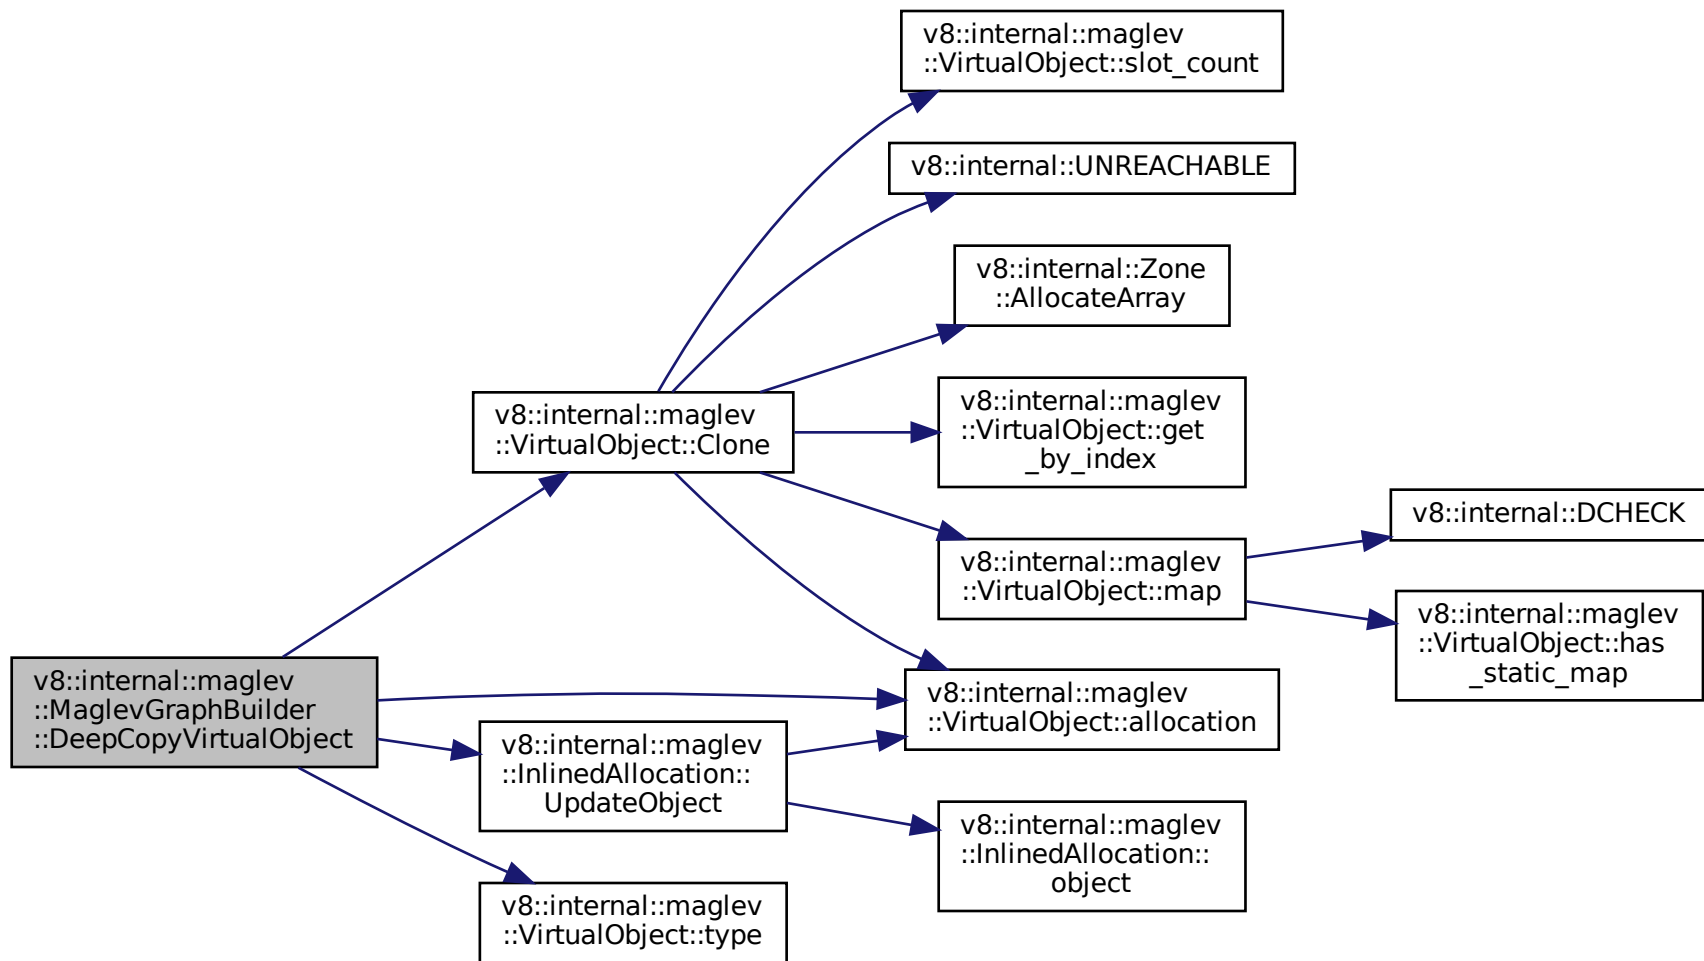 v8::internal::maglev
::VirtualObject::slot_count
v8::internal::UNREACHABLE
v8::internal::Zone
::AllocateArray
v8::internal::maglev
::VirtualObject::Clone
v8::internal::maglev
::VirtualObject::get
_by_index
v8::internal::DCHECK
v8::internal::maglev
::VirtualObject::map
v8::internal::maglev
::VirtualObject::has
_static_map
v8::internal::maglev
::MaglevGraphBuilder
::DeepCopyVirtualObject
v8::internal::maglev
::VirtualObject::allocation
v8::internal::maglev
::InlinedAllocation::
UpdateObject
v8::internal::maglev
::InlinedAllocation::
object
v8::internal::maglev
::VirtualObject::type